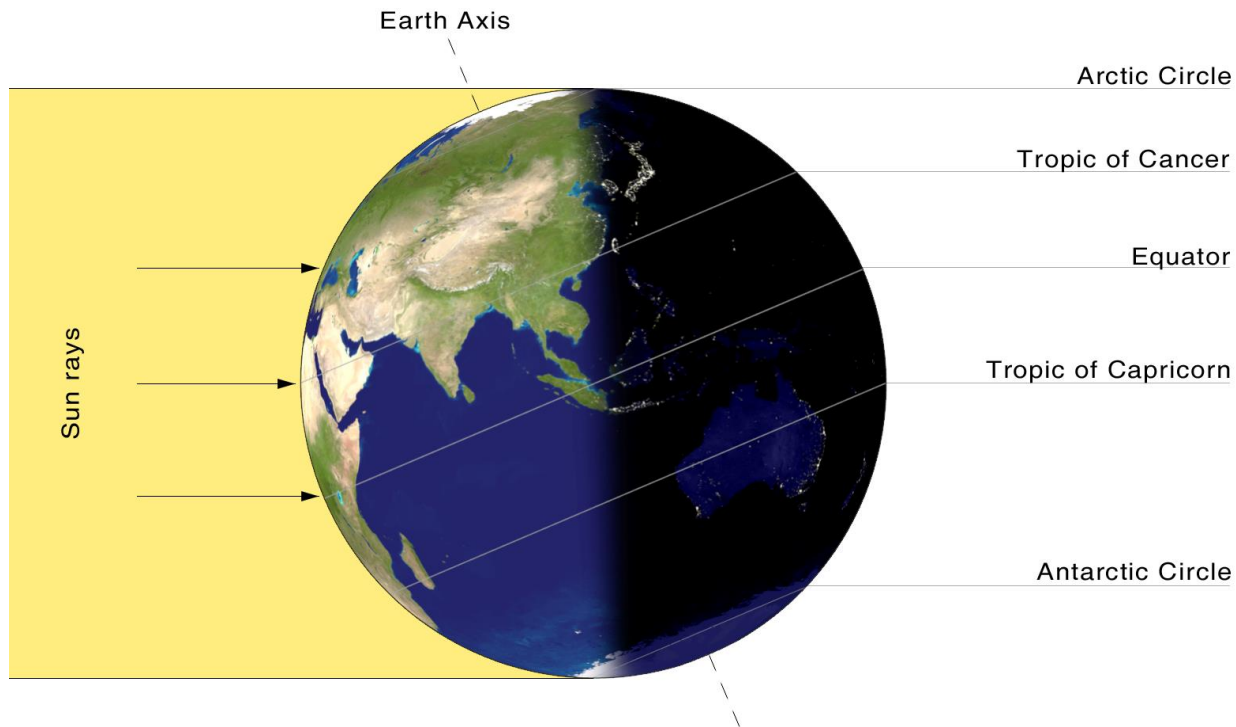 Earth Axis
Arctic Circle
Tropic of Cancer
Equator
Tropic of Capricorn
Antarctic Circle
Sun rays